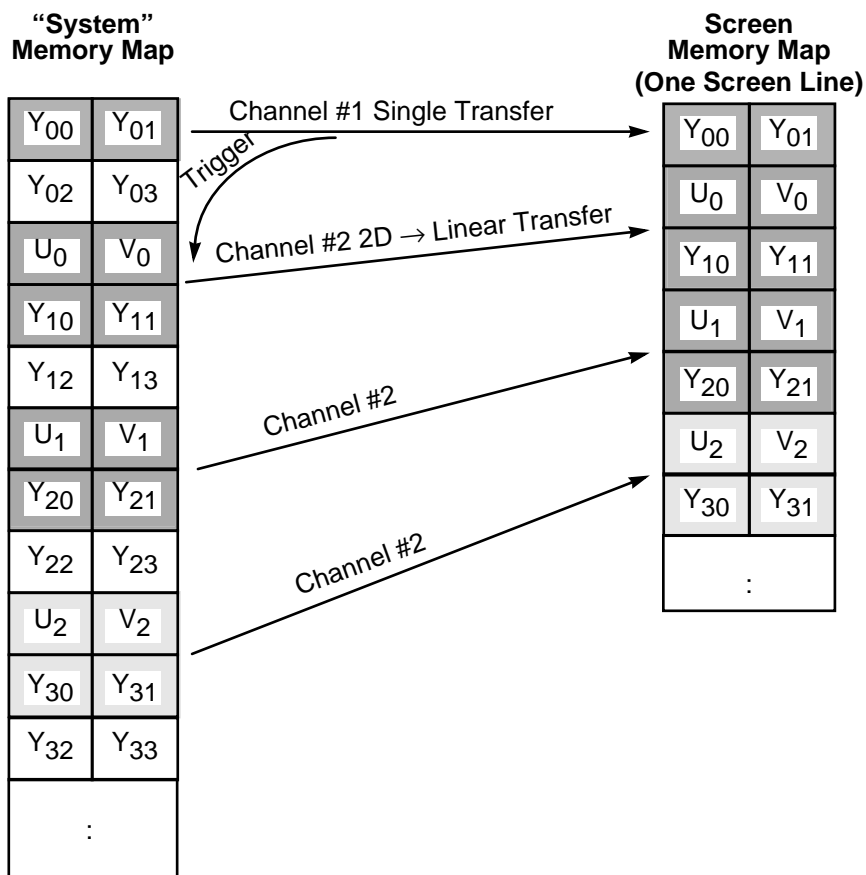 “System”
Memory Map
Screen
Memory Map
(One Screen Line)
Y00 Y01
Y02 Y03
U0 V0
Y10 Y11
Y12 Y13
U1 V1
Y20 Y21
Y22 Y23
U2 V2
Y30 Y31
Y32 Y33
:
Channel #1 Single Transfer
Trigger
Channel #2 2D → Linear Transfer
Channel #2
Channel #2
Y00 Y01
U0 V0
Y10 Y11
U1 V1
Y20 Y21
U2 V2
Y30 Y31
: